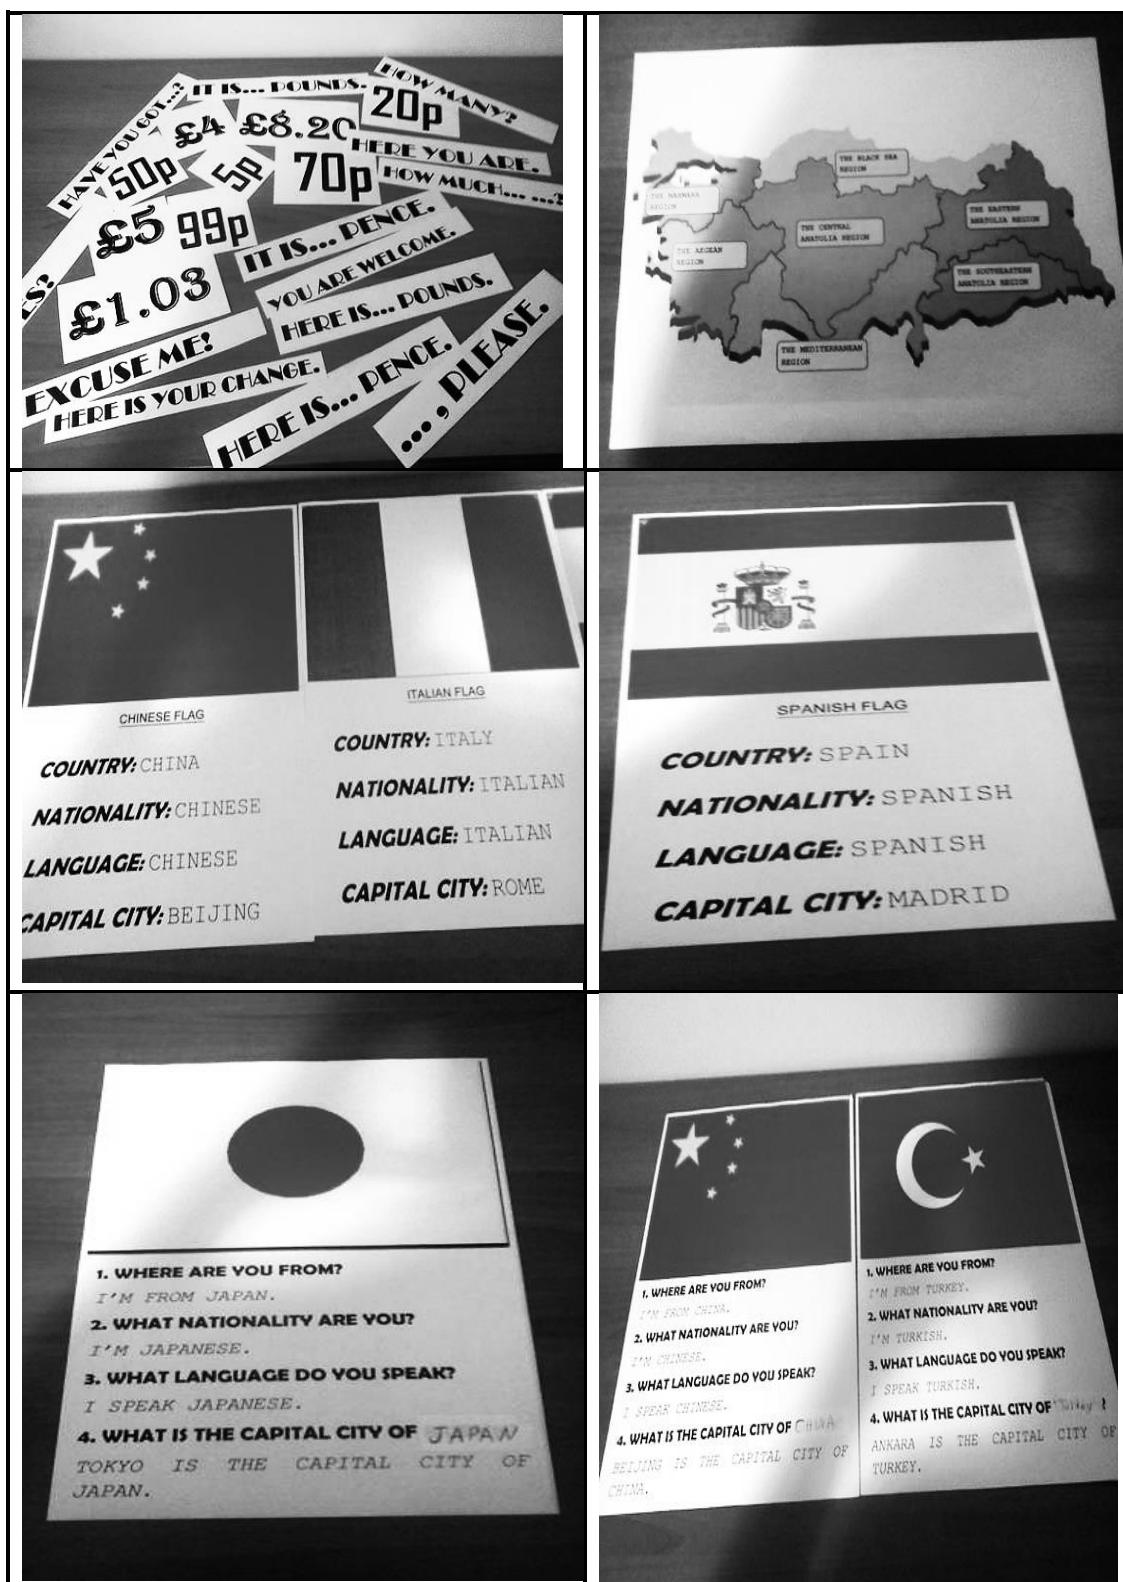 HOW MANY?
IT IS... POUNDS.
20p
HAVE YOU GOT...?
£4
£8.20
HERE YOU ARE.
50p
5p
70p
HOW MUCH... ...?
£5
99p
IT IS... PENCE.
YOU ARE WELCOME.
£1.03
HERE IS... POUNDS.
EXCUSE ME!
HERE IS YOUR CHANGE.
HERE IS... PENCE.
..., PLEASE.
THE BLACK SEA
REGION
THE MARMARA
REGION
THE EASTERN
ANATOLIA REGION
THE CENTRAL
ANATOLIA REGION
THE AEGEAN
REGION
THE SOUTHEASTERN
ANATOLIA REGION
THE MEDITERRANEAN
REGION
CHINESE FLAG
COUNTRY: CHINA
NATIONALITY: CHINESE
LANGUAGE: CHINESE
CAPITAL CITY: BEIJING
ITALIAN FLAG
COUNTRY: ITALY
NATIONALITY: ITALIAN
LANGUAGE: ITALIAN
CAPITAL CITY: ROME
SPANISH FLAG
COUNTRY: SPAIN
NATIONALITY: SPANISH
LANGUAGE: SPANISH
CAPITAL CITY: MADRID
1. WHERE ARE YOU FROM?
I'M FROM JAPAN.
2. WHAT NATIONALITY ARE YOU?
I'M JAPANESE.
3. WHAT LANGUAGE DO YOU SPEAK?
I SPEAK JAPANESE.
4. WHAT IS THE CAPITAL CITY OF JAPAN
TOKYO IS THE CAPITAL CITY OF
JAPAN.
1. WHERE ARE YOU FROM?
I'M FROM CHINA.
2. WHAT NATIONALITY ARE YOU?
I'M CHINESE.
3. WHAT LANGUAGE DO YOU SPEAK?
I SPEAK CHINESE.
4. WHAT IS THE CAPITAL CITY OF CHINA
BEIJING IS THE CAPITAL CITY OF
CHINA.
1. WHERE ARE YOU FROM?
I'M FROM TURKEY.
2. WHAT NATIONALITY ARE YOU?
I'M TURKISH.
3. WHAT LANGUAGE DO YOU SPEAK?
I SPEAK TURKISH.
4. WHAT IS THE CAPITAL CITY OF Turkey?
ANKARA IS THE CAPITAL CITY OF
TURKEY.